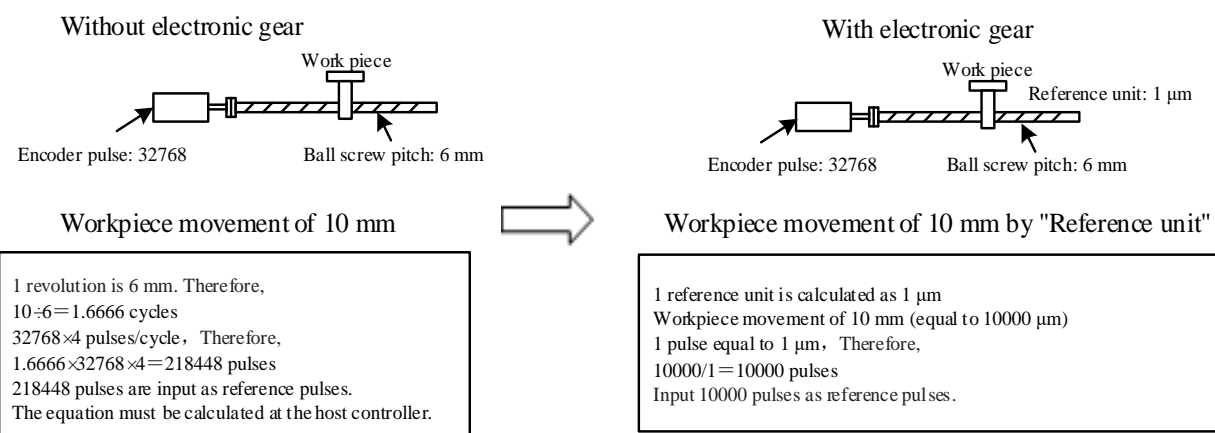 Without electronic gear
Work piece
Encoder pulse: 32768
Ball screw pitch: 6 mm
Workpiece movement of 10 mm
1 revolution is 6 mm. Therefore,
10÷6=1.6666 cycles
32768×4 pulses/cycle，Therefore,
1.6666×32768×4=218448 pulses
218448 pulses are input as reference pulses.
The equation must be calculated at the host controller.
With electronic gear
Work piece
Reference unit: 1 μm
Encoder pulse: 32768
Ball screw pitch: 6 mm
Workpiece movement of 10 mm by "Reference unit"
1 reference unit is calculated as 1 μm
Workpiece movement of 10 mm (equal to 10000 μm)
1 pulse equal to 1 μm，Therefore,
10000/1=10000 pulses
Input 10000 pulses as reference pulses.